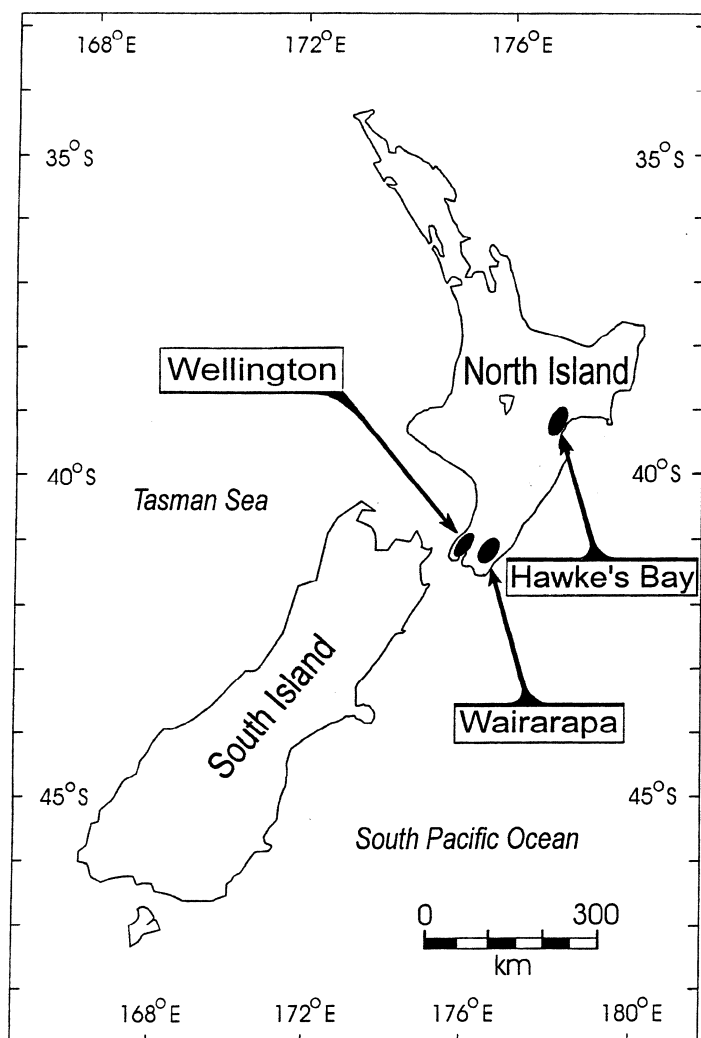 168°E 172°E 176°E
35°S 35°S
Wellington
North Island
40°S 40°S
Tasman Sea
Hawke's Bay
South Island
Wairarapa
45°S 45°S
South Pacific Ocean
0 300
km
168°E 172°E 176°E 180°E